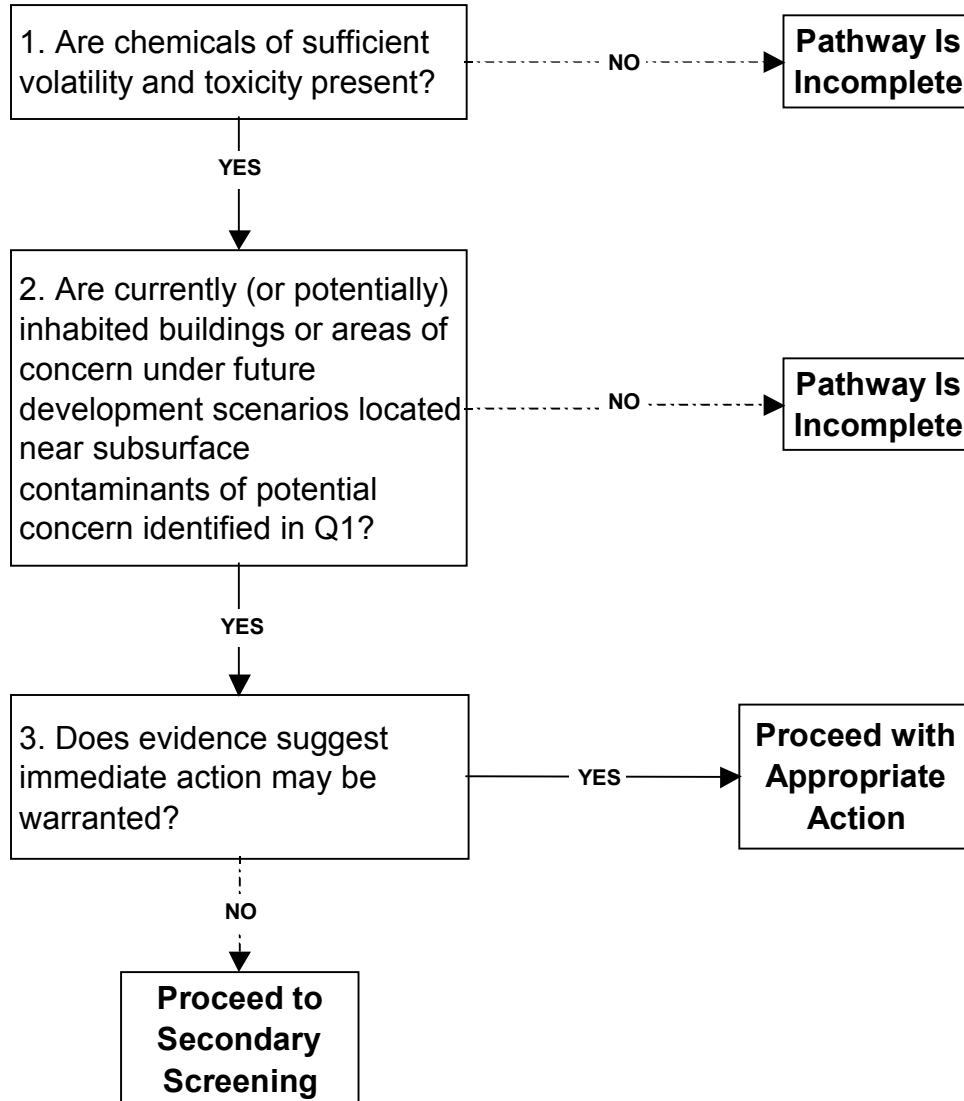 1. Are chemicals of sufficient
volatility and toxicity present?
NO
Pathway Is
Incomplete
YES
2. Are currently (or potentially)
inhabited buildings or areas of
concern under future
development scenarios located
near subsurface
contaminants of potential
concern identified in Q1?
NO
Pathway Is
Incomplete
YES
3. Does evidence suggest
immediate action may be
warranted?
YES
Proceed with
Appropriate
Action
NO
Proceed to
Secondary
Screening